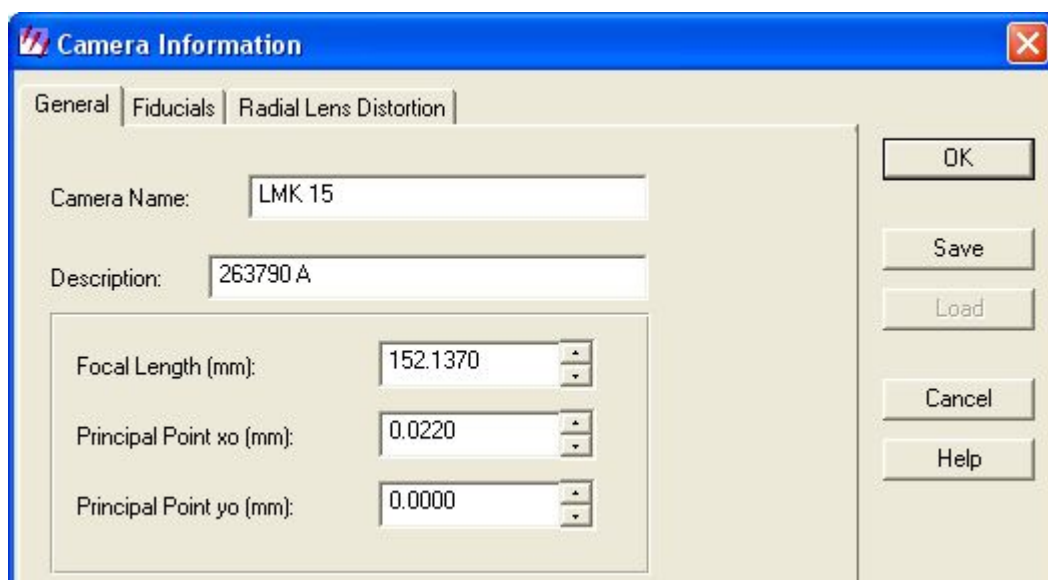 Camera Information
General Fiducials Radial Lens Distortion
OK
Camera Name: LMK 15
Save
Description: 263790 A
Load
Focal Length (mm): 152.1370
Cancel
Principal Point xo (mm): 0.0220
Help
Principal Point yo (mm): 0.0000